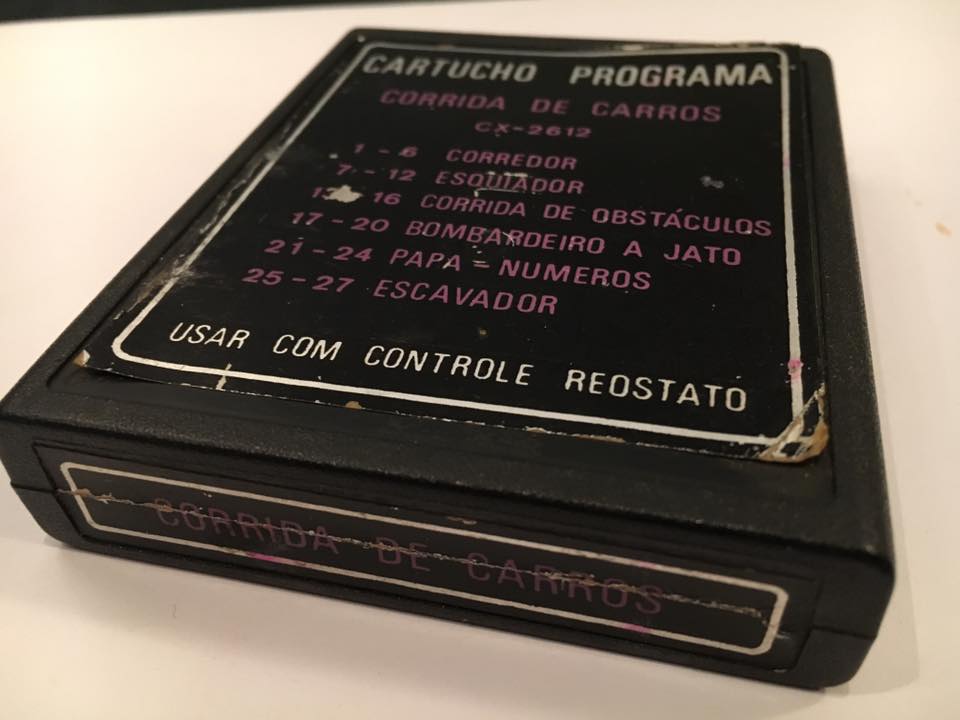 CARTUCHO PROGRAMA
CORRIDA DE CARROS
CX-2612
1 - 6 CORREDOR
7 - 12 ESQUIADOR
16 CORRIDA DE OBSTÁCULOS
17 - 20 BOMBARDEIRO A JATO
21 - 24 PAPA - NUMEROS
25 - 27 ESCAVADOR
USAR COM CONTROLE REOSTATO
CORRIDA DE CARROS